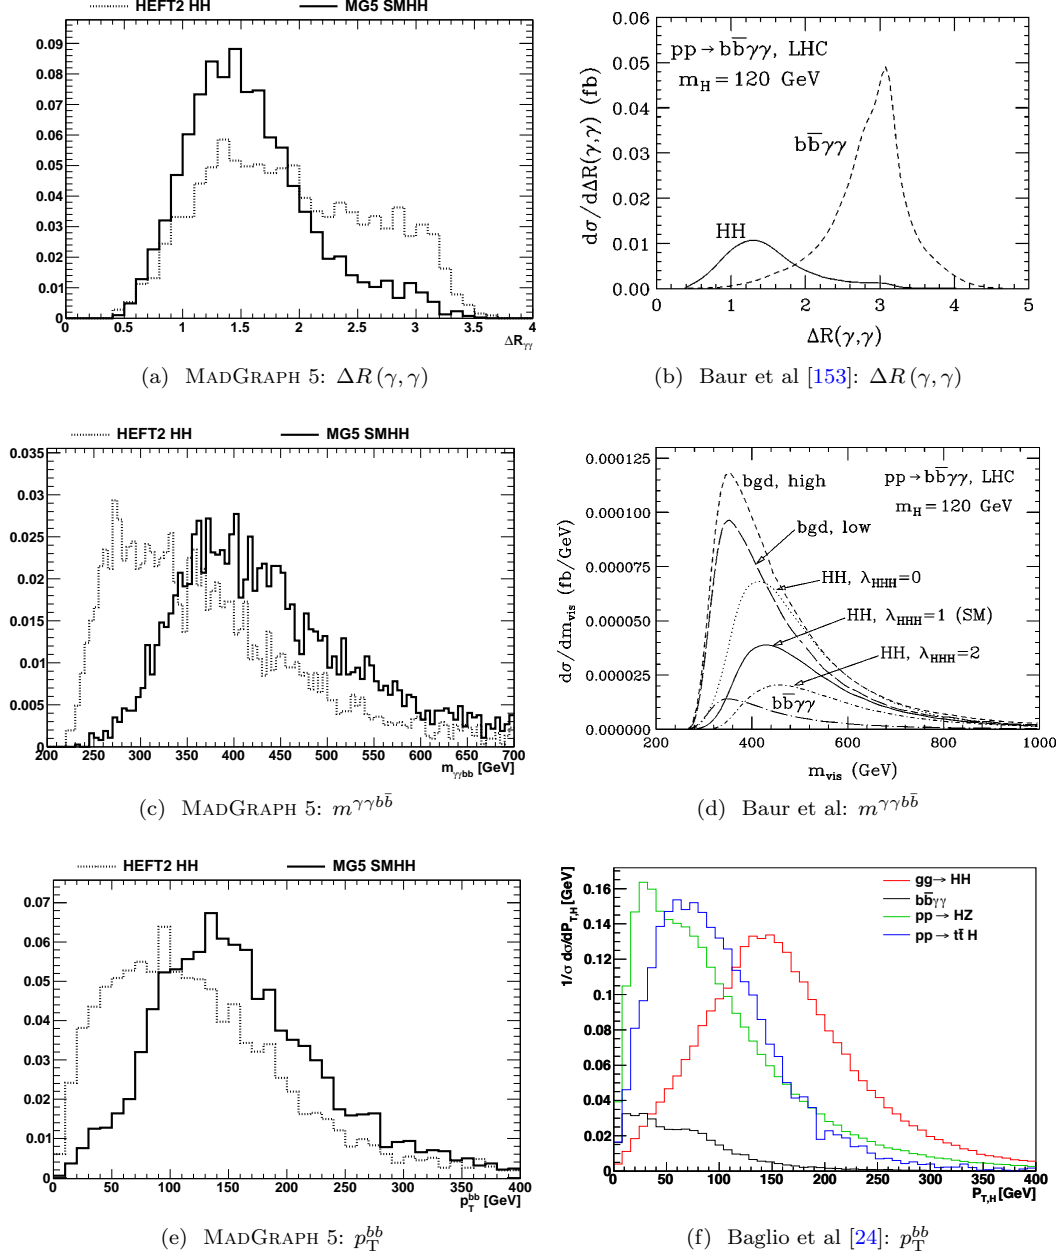 HEFT2 HH MG5 SMHH
0.09
0.08
0.07
0.06
0.05
0.04
0.03
0.02
0.01
0
0 0.5 1 1.5 2 2.5 3 3.5 4
ΔRγγ
(a) MADGRAPH 5: ΔR (γ, γ)
0.06
0.05
0.04
0.03
0.02
0.01
0.00
dσ/dΔR(γ,γ) (fb)
pp→bb̄γγ, LHC
m_H=120 GeV
bb̄γγ
HH
0 1 2 3 4 5
ΔR(γ,γ)
(b) Baur et al [153]: ΔR (γ, γ)
HEFT2 HH MG5 SMHH
0.035
0.03
0.025
0.02
0.015
0.01
0.005
0
200 250 300 350 400 450 500 550 600 650 700
m_γγbb [GeV]
(c) MADGRAPH 5: m^γγbb̄
0.000125
0.000100
0.000075
0.000050
0.000025
0.000000
dσ/dm_vis (fb/GeV)
bgd, high
pp→bb̄γγ, LHC
m_H=120 GeV
bgd, low
HH, λ_HHH=0
HH, λ_HHH=1 (SM)
HH, λ_HHH=2
bb̄γγ
200 400 600 800 1000
m_vis (GeV)
(d) Baur et al: m^γγbb̄
HEFT2 HH MG5 SMHH
0.07
0.06
0.05
0.04
0.03
0.02
0.01
0
0 50 100 150 200 250 300 350 400
p_T^bb [GeV]
(e) MADGRAPH 5: p_T^bb
1/σ dσ/dP_T,H [GeV]
0.16
0.14
0.12
0.1
0.08
0.06
0.04
0.02
0
gg→ HH
bb̄γγ
pp→ HZ
pp→ tt̄ H
0 50 100 150 200 250 300 350 400
P_T,H [GeV]
(f) Baglio et al [24]: p_T^bb